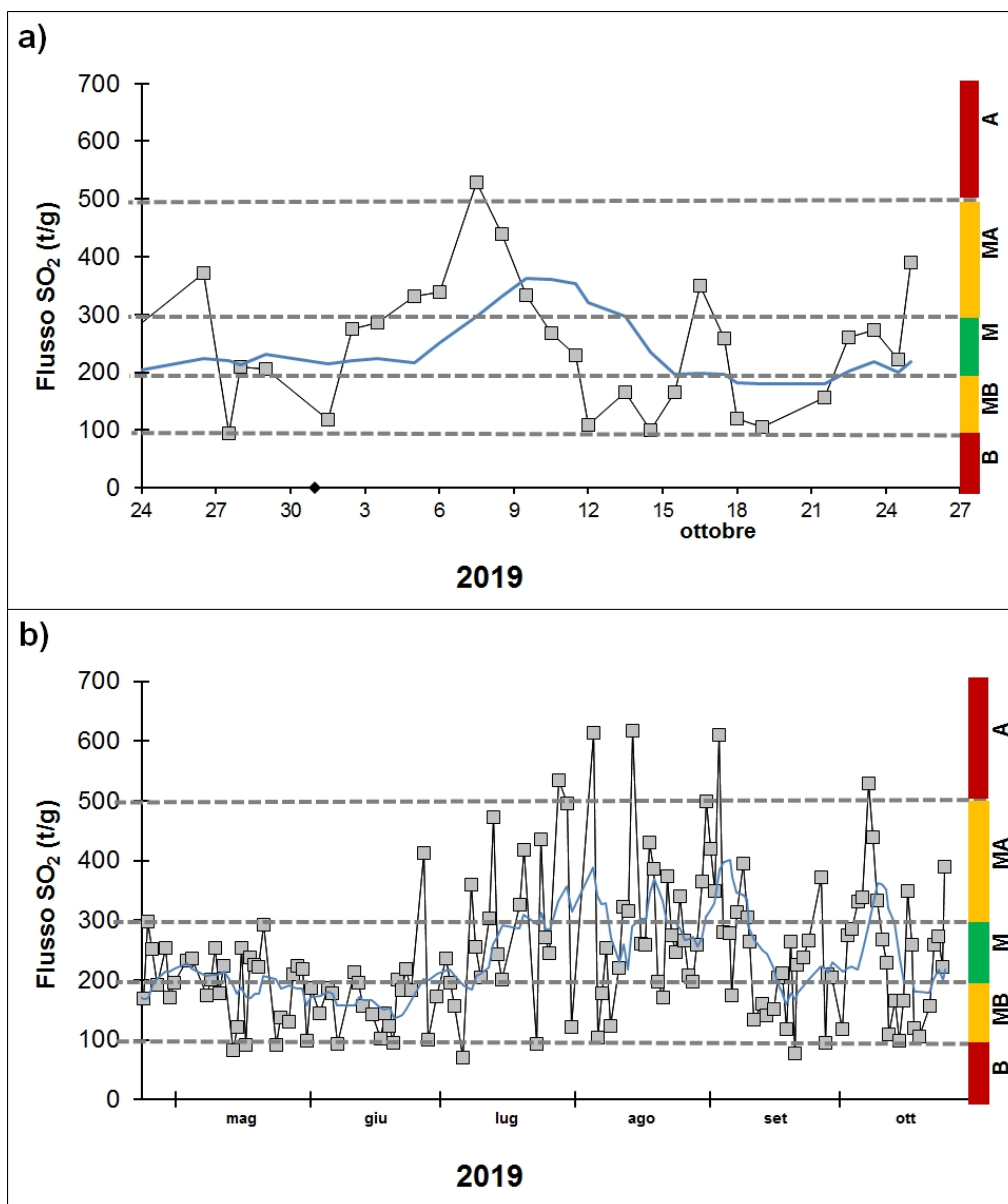 a)
700
600
500
400
300
200
100
0
Flusso SO₂ (t/g)
A
MA
M
MB
B
24 27 30 3 6 9 12 15 18 21 24 27
ottobre
2019
b)
700
600
500
400
300
200
100
0
Flusso SO₂ (t/g)
A
MA
M
MB
B
mag giu lug ago set ott
2019